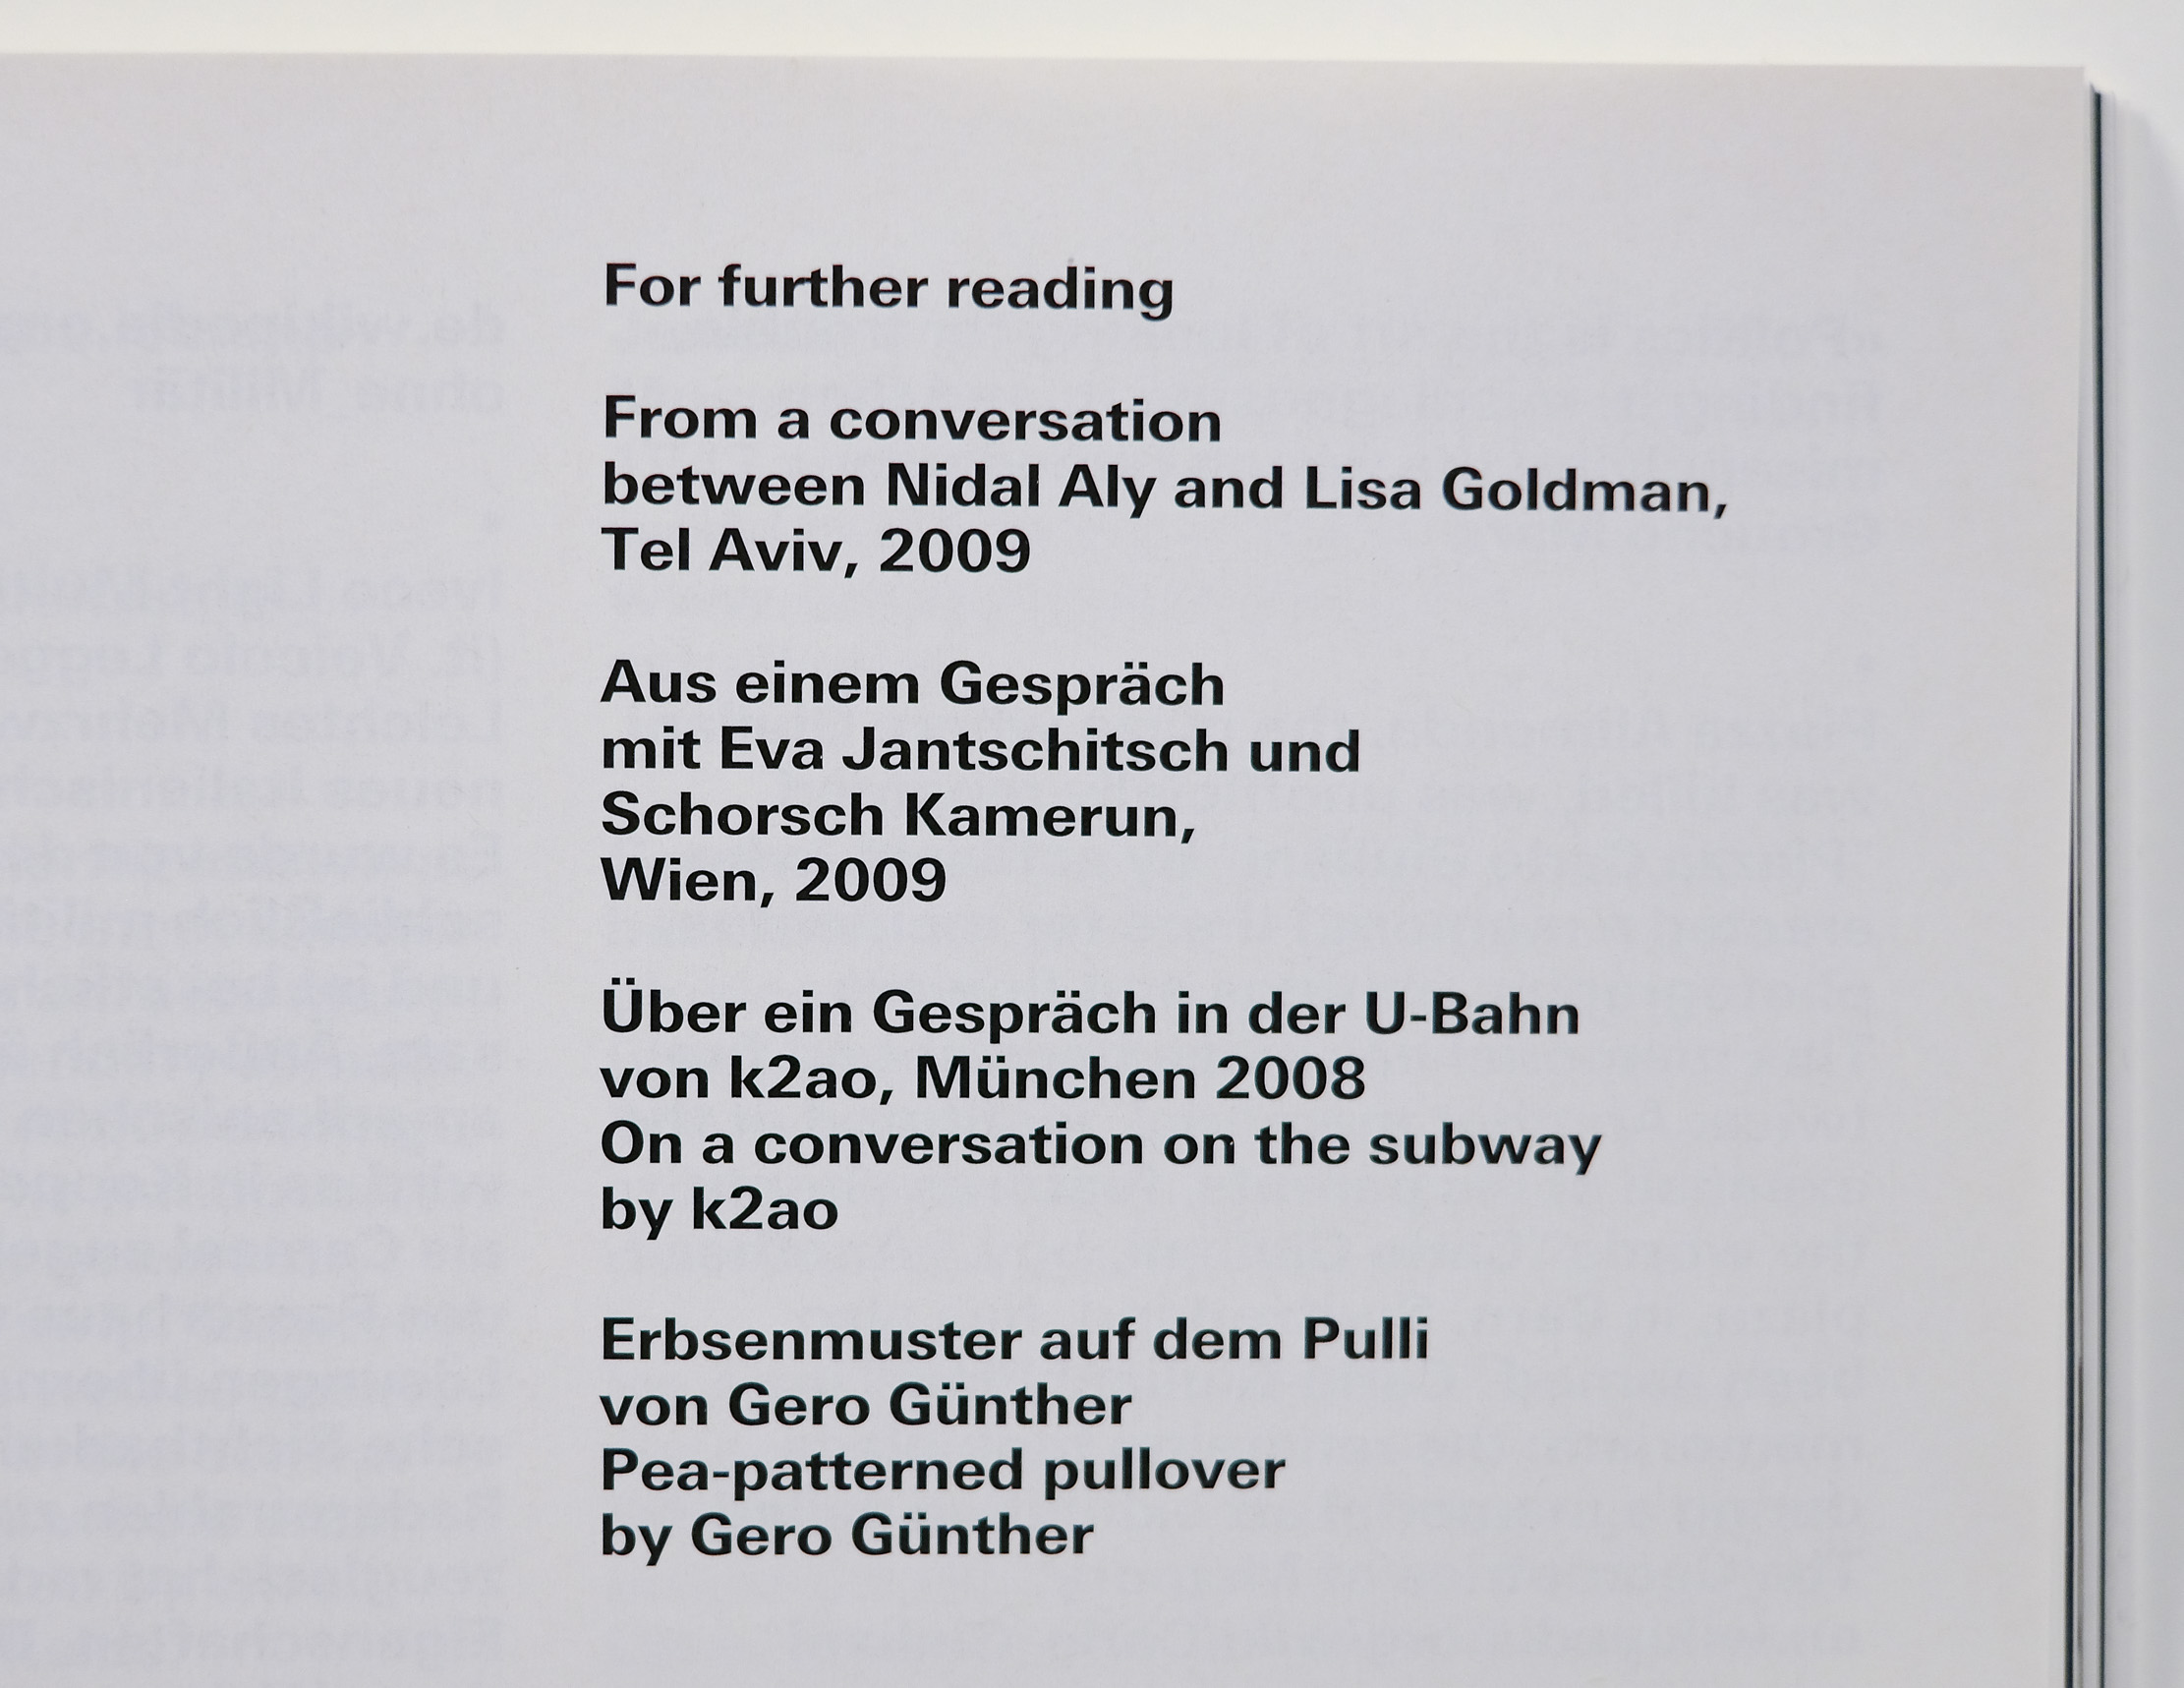 For further reading
From a conversation
between Nidal Aly and Lisa Goldman,
Tel Aviv, 2009
Aus einem Gespräch
mit Eva Jantschitsch und
Schorsch Kamerun,
Wien, 2009
Über ein Gespräch in der U-Bahn
von k2ao, München 2008
On a conversation on the subway
by k2ao
Erbsenmuster auf dem Pulli
von Gero Günther
Pea-patterned pullover
by Gero Günther